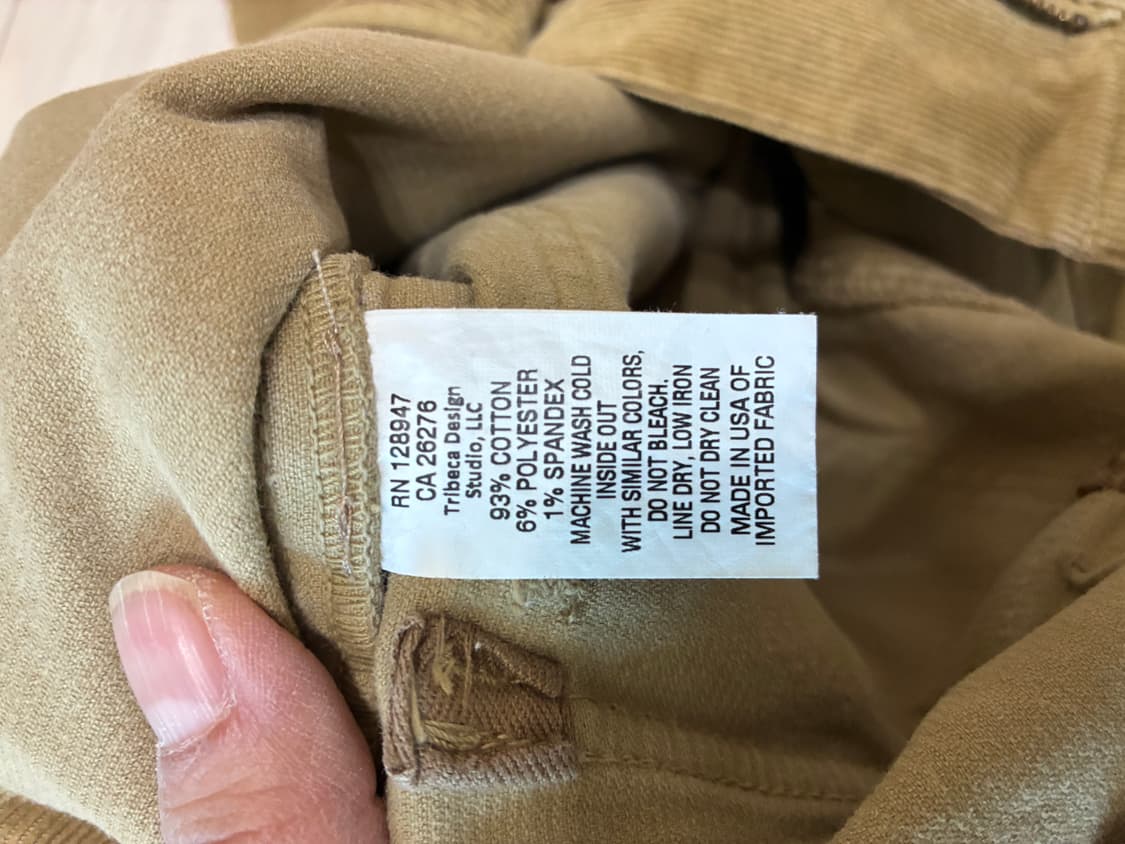 RN 128947
CA 26276
Tribeca Design
Studio, LLC
93% COTTON
6% POLYESTER
1% SPANDEX
MACHINE WASH COLD
INSIDE OUT
WITH SIMILAR COLORS,
DO NOT BLEACH,
LINE DRY, LOW IRON
DO NOT DRY CLEAN
MADE IN USA OF
IMPORTED FABRIC